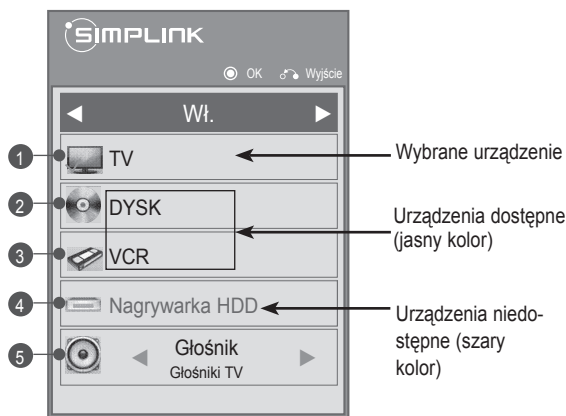 SIMPLINK
OK Wyjście
Wł.
1 TV
2 DYSK
3 VCR
4 Nagrywarka HDD
5 Głośnik
Głośniki TV
Wybrane urządzenie
Urządzenia dostępne
(jasny kolor)
Urządzenia niedo-
stępne (szary
kolor)